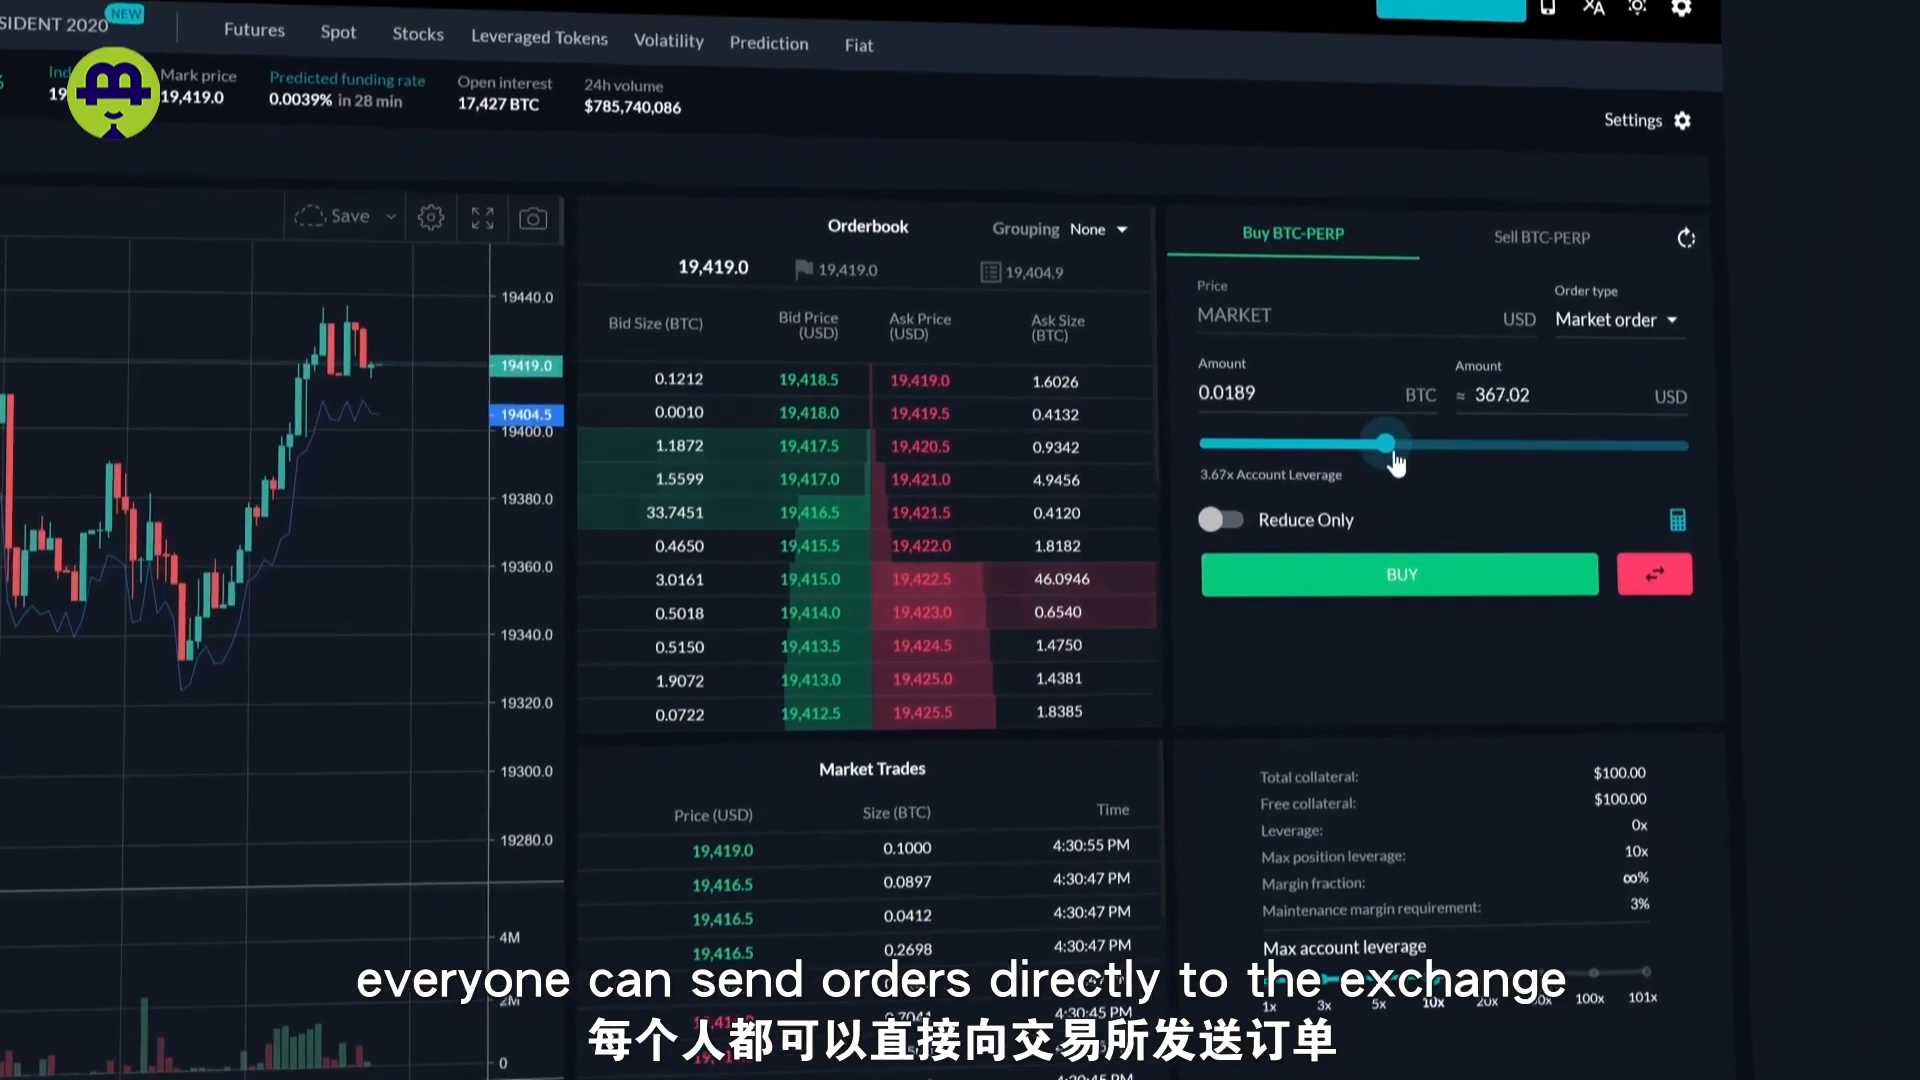 SIDENT 2020 NEW
Futures Spot Stocks Leveraged Tokens Volatility Prediction Fiat
Mark price Predicted funding rate Open interest 24h volume
19,419.0 0.0039% in 28 min 17,427 BTC $785,740,086
Settings
Save
Orderbook Grouping None
19,419.0 19,419.0 19,404.9
Bid Size (BTC) Bid Price (USD) Ask Price (USD) Ask Size (BTC)
0.1212 19,418.5 19,419.0 1.6026
0.0010 19,418.0 19,419.5 0.4132
1.1872 19,417.5 19,420.5 0.9342
1.5599 19,417.0 19,421.0 4.9456
33.7451 19,416.5 19,421.5 0.4120
0.4650 19,415.5 19,422.0 1.8182
3.0161 19,415.0 19,422.5 46.0946
0.5018 19,414.0 19,423.0 0.6540
0.5150 19,413.5 19,424.5 1.4750
1.9072 19,413.0 19,425.0 1.4381
0.0722 19,412.5 19,425.5 1.8385
19440.0
19419.0
19404.5
19400.0
19380.0
19360.0
19340.0
19320.0
19300.0
19280.0
4M
2M
0
Buy BTC-PERP Sell BTC-PERP
Price Order type
MARKET USD Market order
Amount Amount
0.0189 BTC ≈ 367.02 USD
3.67x Account Leverage
Reduce Only
BUY
Market Trades
Price (USD) Size (BTC) Time
19,419.0 0.1000 4:30:55 PM
19,416.5 0.0897 4:30:47 PM
19,416.5 0.0412 4:30:47 PM
19,416.5 0.2698 4:30:47 PM
4:30:45 PM
Total collateral: $100.00
Free collateral: $100.00
Leverage: 0x
Max position leverage: 10x
Margin fraction: ∞%
Maintenance margin requirement: 3%
Max account leverage
1x 3x 5x 10x 20x 100x 101x
everyone can send orders directly to the exchange
每个人都可以直接向交易所发送订单